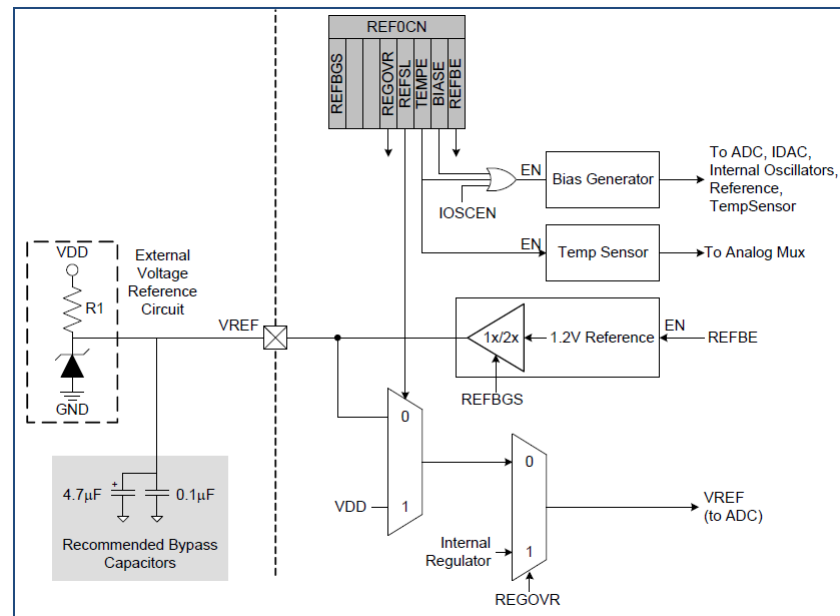 REF0CN
REFBGS
REGOVR
REFSL
TEMPE
BIASE
REFBE
EN
Bias Generator
To ADC, IDAC,
Internal Oscillators,
Reference,
TempSensor
IOSCEN
EN
Temp Sensor
To Analog Mux
VDD
R1
GND
External
Voltage
Reference
Circuit
VREF
1x/2x
1.2V Reference
EN
REFBE
REFBGS
0
1
VDD
0
1
Internal
Regulator
REGOVR
VREF
(to ADC)
4.7µF
+
0.1µF
Recommended Bypass
Capacitors